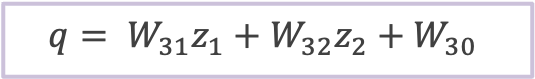 q = W₃₁z₁ + W₃₂z₂ + W₃₀